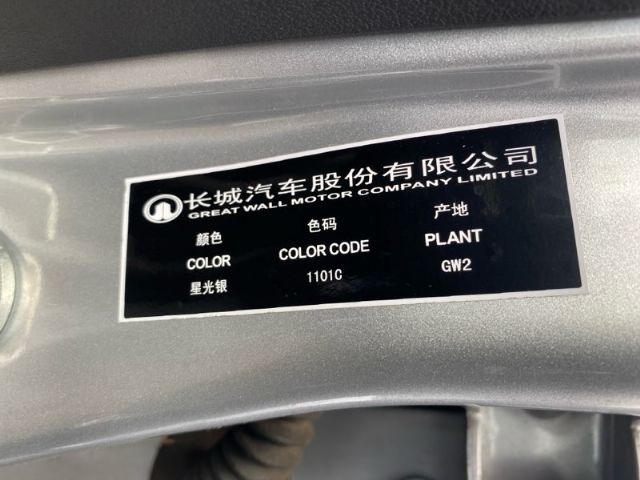 长城汽车股份有限公司
GREAT WALL MOTOR COMPANY LIMITED
颜色 色码 产地
COLOR COLOR CODE PLANT
星光银 1101C GW2